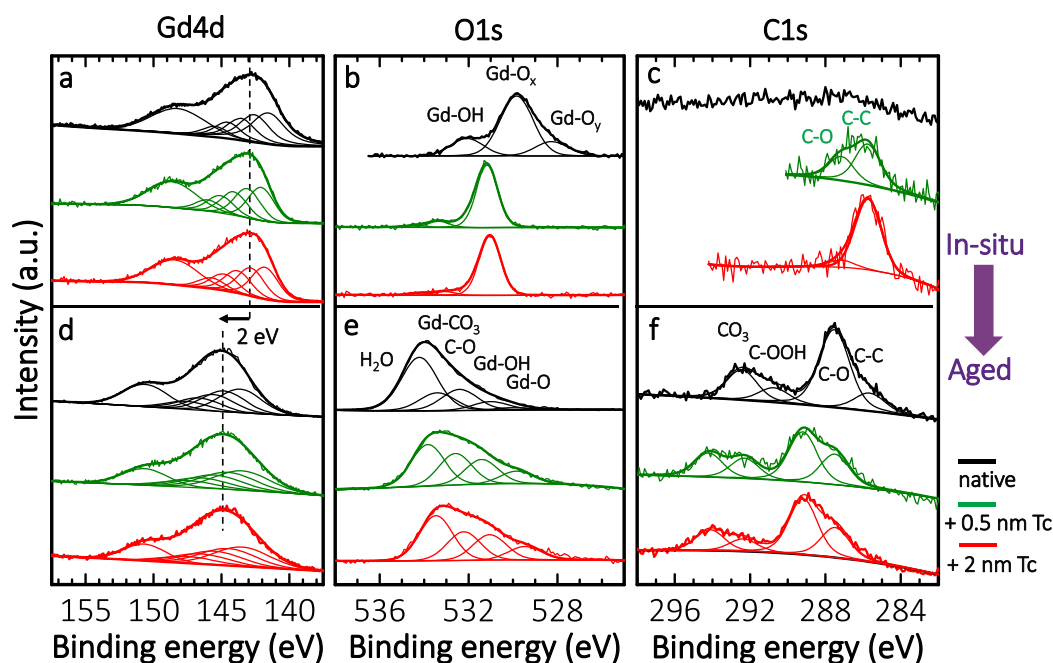 Gd4d
O1s
C1s
Intensity (a.u.)
a
b
Gd-OH
Gd-Oₓ
Gd-Oᵧ
c
C-O
C-C
In-situ
Aged
d
2 eV
e
H₂O
Gd-CO₃
C-O
Gd-OH
Gd-O
f
CO₃
C-OOH
C-O
C-C
native
+ 0.5 nm Tc
+ 2 nm Tc
155 150 145 140
536 532 528
296 292 288 284
Binding energy (eV)
Binding energy (eV)
Binding energy (eV)